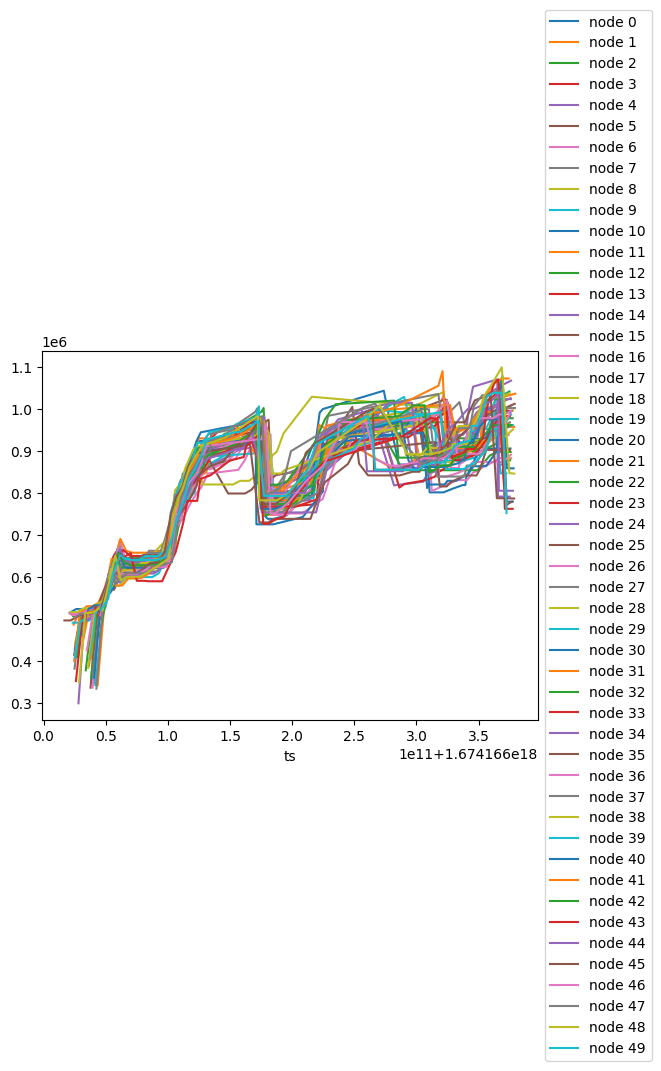 1e6
1.1
1.0
0.9
0.8
0.7
0.6
0.5
0.4
0.3
0.0 0.5 1.0 1.5 2.0 2.5 3.0 3.5
1e11+1.674166e18
ts
node 0
node 1
node 2
node 3
node 4
node 5
node 6
node 7
node 8
node 9
node 10
node 11
node 12
node 13
node 14
node 15
node 16
node 17
node 18
node 19
node 20
node 21
node 22
node 23
node 24
node 25
node 26
node 27
node 28
node 29
node 30
node 31
node 32
node 33
node 34
node 35
node 36
node 37
node 38
node 39
node 40
node 41
node 42
node 43
node 44
node 45
node 46
node 47
node 48
node 49